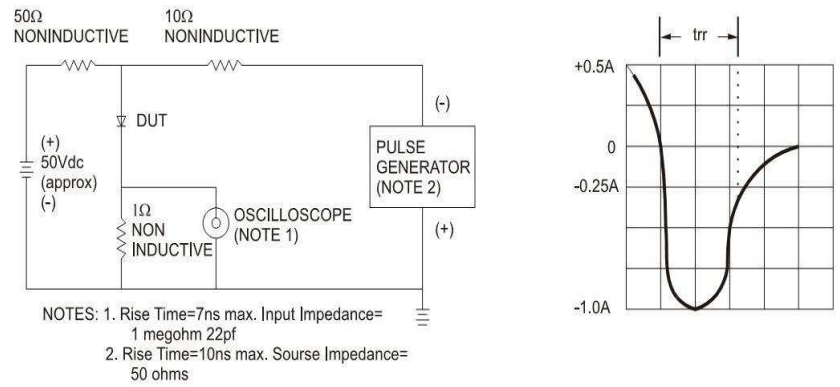 50Ω
NONINDUCTIVE
10Ω
NONINDUCTIVE
DUT
(+)
50Vdc
(approx)
(-)
1Ω
NON
INDUCTIVE
OSCILLOSCOPE
(NOTE 1)
(-)
PULSE
GENERATOR
(NOTE 2)
(+)
NOTES: 1. Rise Time=7ns max. Input Impedance=
1 megohm 22pf
2. Rise Time=10ns max. Sourse Impedance=
50 ohms
trr
+0.5A
0
-0.25A
-1.0A